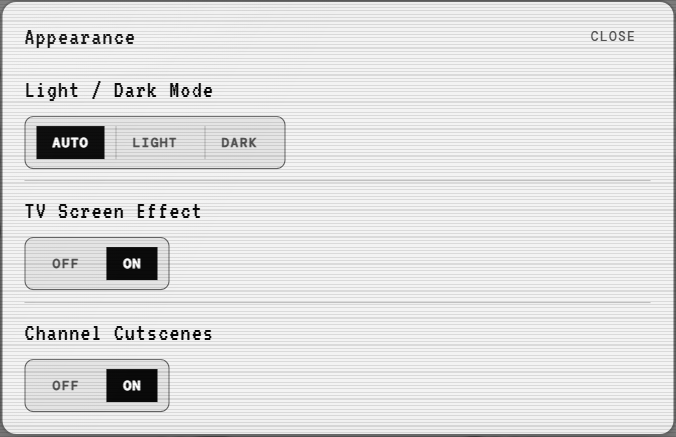 Appearance CLOSE
Light / Dark Mode
AUTO LIGHT DARK
TV Screen Effect
OFF ON
Channel Cutscenes
OFF ON